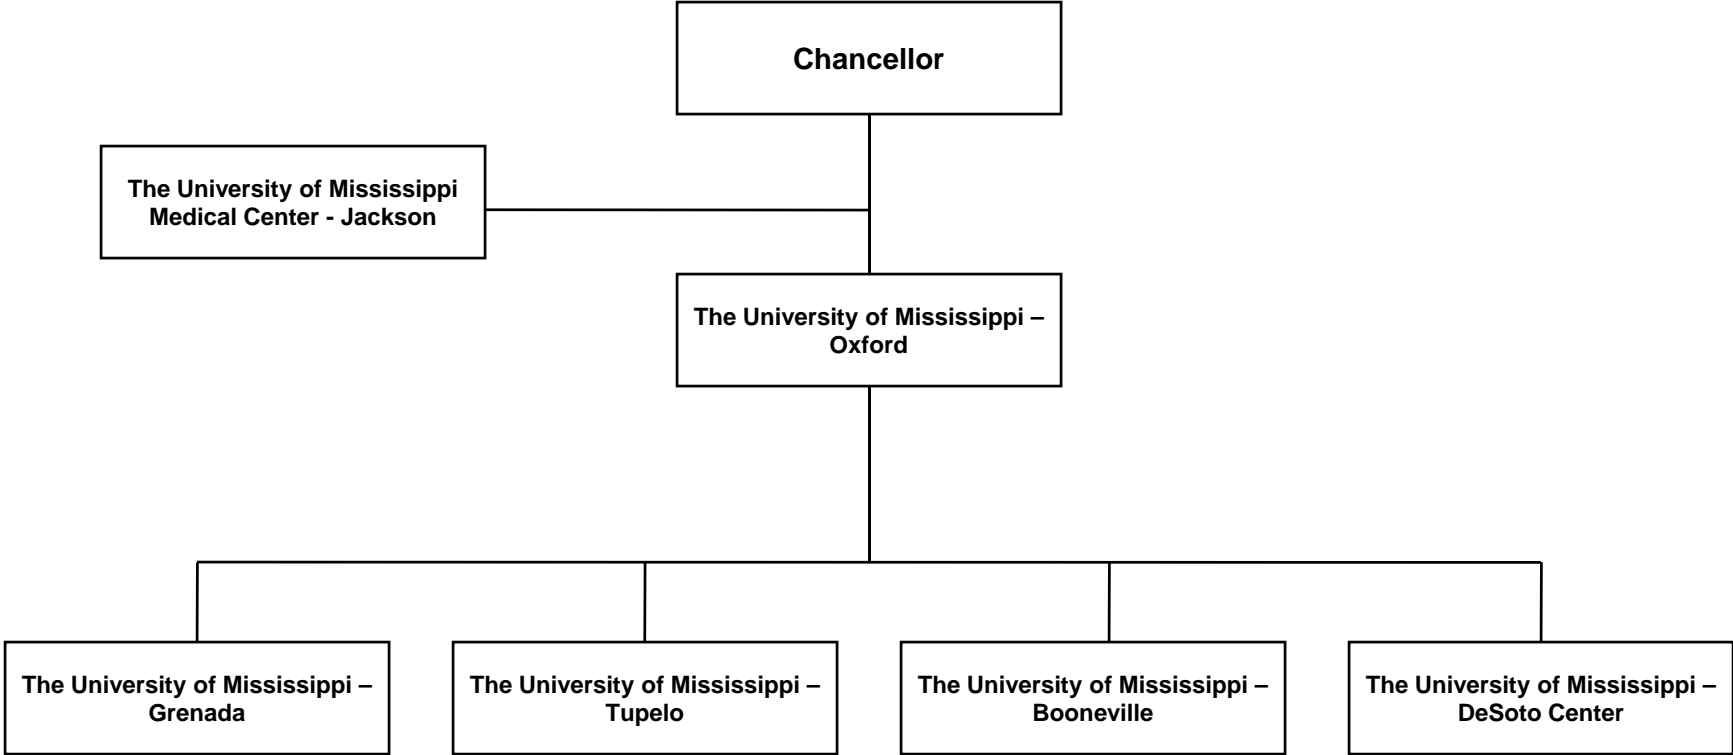 Chancellor
The University of Mississippi
Medical Center - Jackson
The University of Mississippi –
Oxford
The University of Mississippi –
Grenada
The University of Mississippi –
Tupelo
The University of Mississippi –
Booneville
The University of Mississippi –
DeSoto Center